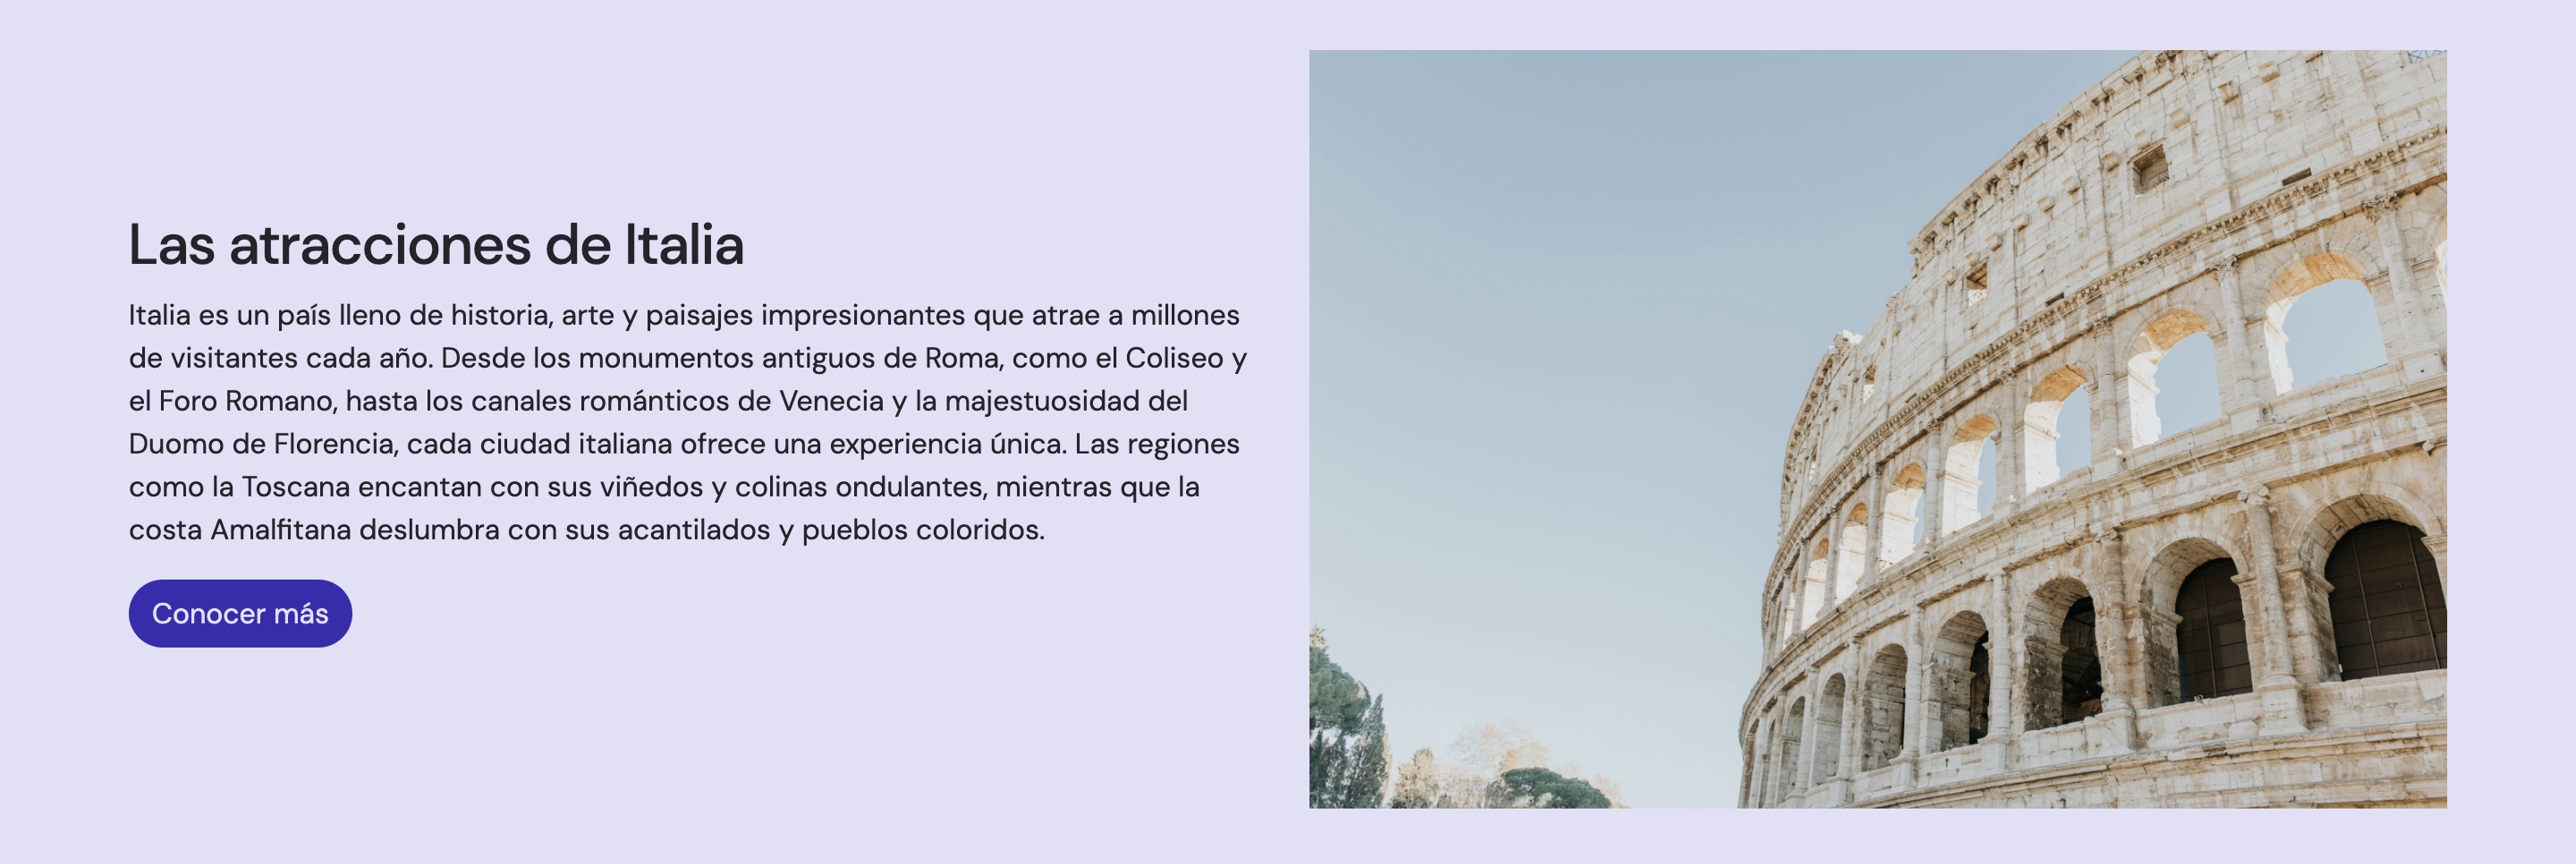 Las atracciones de Italia
Italia es un país lleno de historia, arte y paisajes impresionantes que atrae a millones
de visitantes cada año. Desde los monumentos antiguos de Roma, como el Coliseo y
el Foro Romano, hasta los canales románticos de Venecia y la majestuosidad del
Duomo de Florencia, cada ciudad italiana ofrece una experiencia única. Las regiones
como la Toscana encantan con sus viñedos y colinas ondulantes, mientras que la
costa Amalfitana deslumbra con sus acantilados y pueblos coloridos.
Conocer más